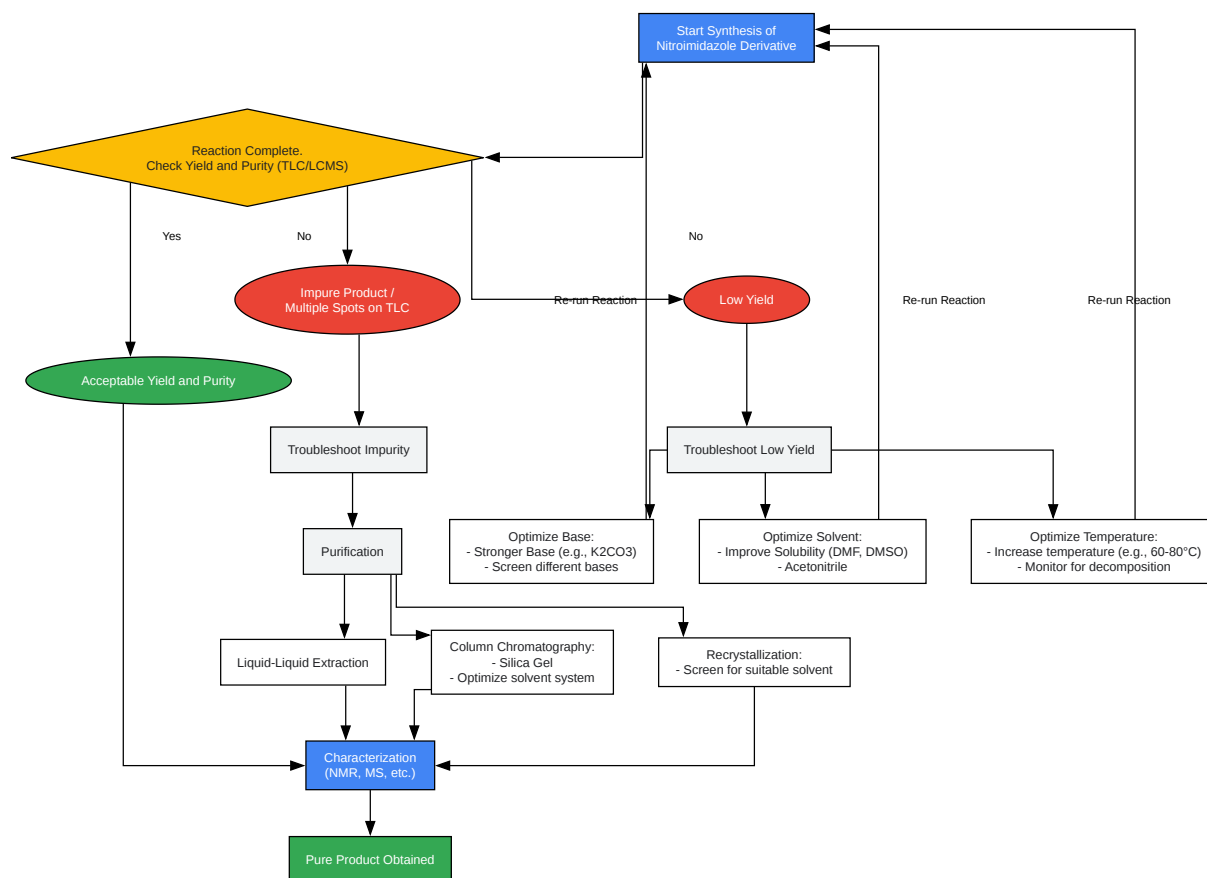 Start Synthesis of
Nitroimidazole Derivative
Reaction Complete.
Check Yield and Purity (TLC/LCMS)
Yes
No
No
Impure Product /
Multiple Spots on TLC
Re-run Reaction
Low Yield
Re-run Reaction
Re-run Reaction
Acceptable Yield and Purity
Troubleshoot Impurity
Troubleshoot Low Yield
Purification
Optimize Base:
- Stronger Base (e.g., K2CO3)
- Screen different bases
Optimize Solvent:
- Improve Solubility (DMF, DMSO)
- Acetonitrile
Optimize Temperature:
- Increase temperature (e.g., 60-80°C)
- Monitor for decomposition
Liquid-Liquid Extraction
Column Chromatography:
- Silica Gel
- Optimize solvent system
Recrystallization:
- Screen for suitable solvent
Characterization
(NMR, MS, etc.)
Pure Product Obtained